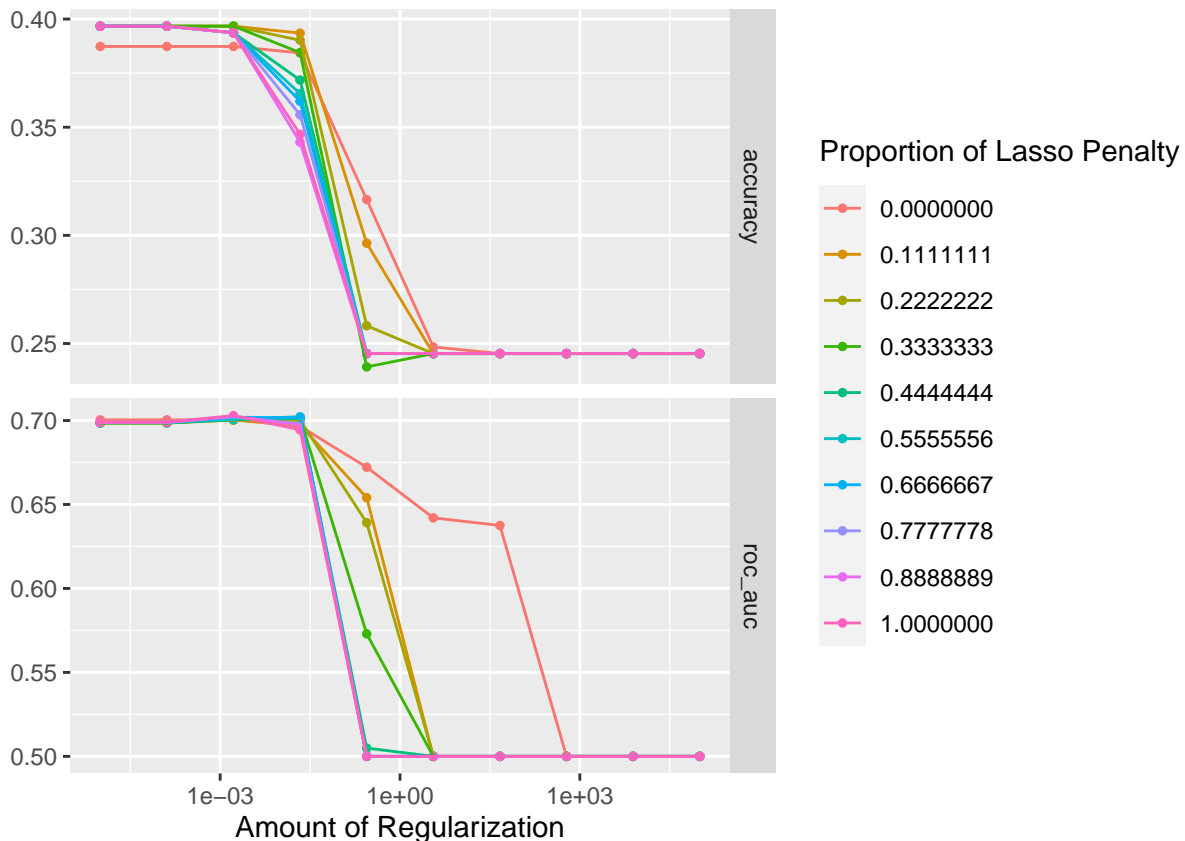 0.40
0.35
0.30
0.25
accuracy
0.70
0.65
0.60
0.55
0.50
roc_auc
1e−03
1e+00
1e+03
Amount of Regularization
Proportion of Lasso Penalty
0.0000000
0.1111111
0.2222222
0.3333333
0.4444444
0.5555556
0.6666667
0.7777778
0.8888889
1.0000000